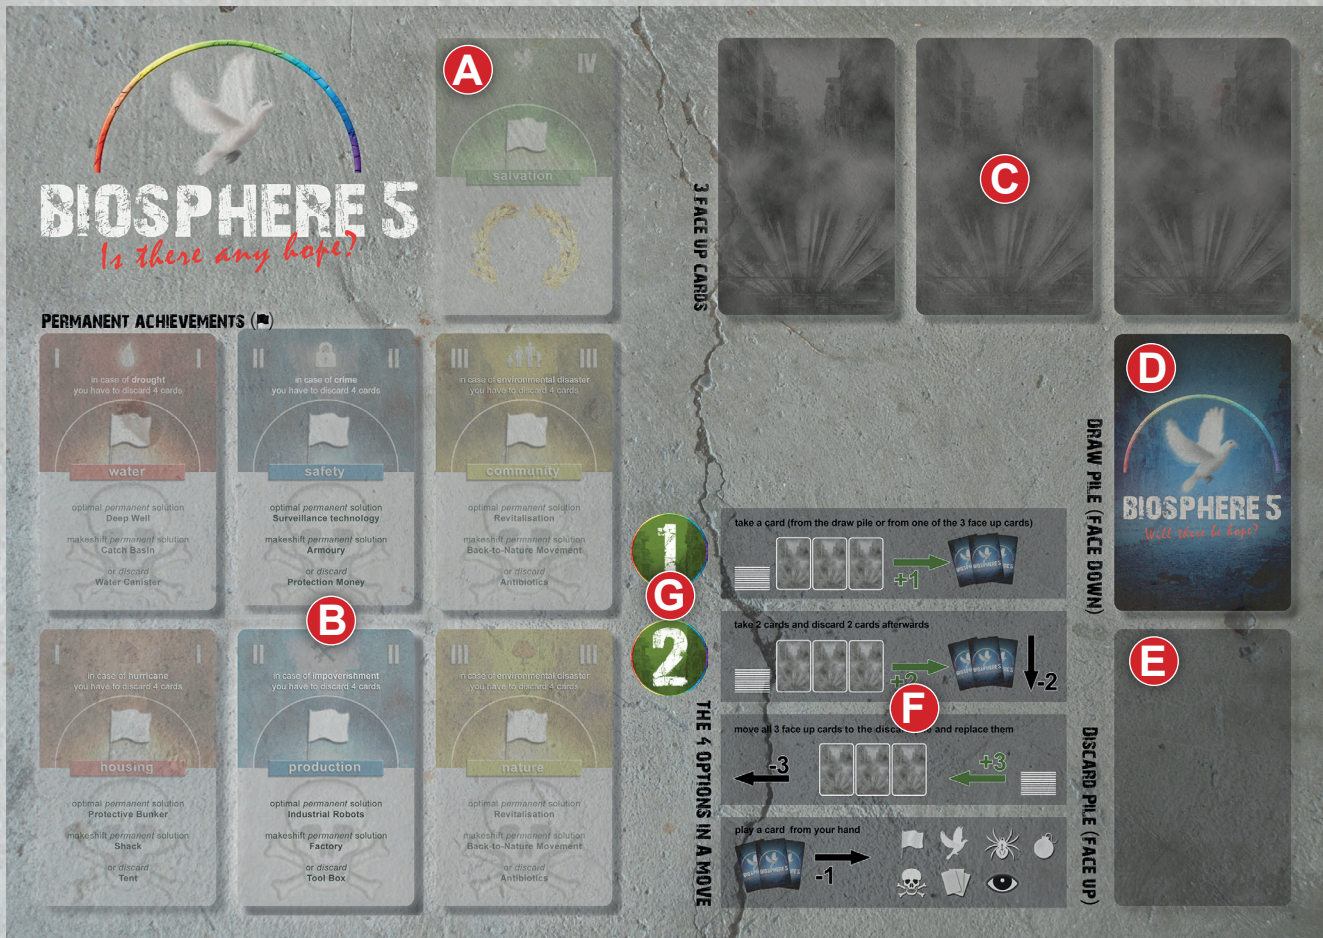 BIOSPHERE 5
Is there any hope?
A
IV
salvation
3 FACE UP CARDS
C
PERMANENT ACHIEVEMENTS
I I
in case of drought
you have to discard 4 cards
water
optimal permanent solution
Deep Well
makeshift permanent solution
Catch Basin
or discard
Water Canister
II II
in case of crime
you have to discard 4 cards
safety
optimal permanent solution
Surveillance technology
makeshift permanent solution
Armoury
or discard
Protection Money
III III
in case of environmental disaster
you have to discard 4 cards
community
optimal permanent solution
Revitalisation
makeshift permanent solution
Back-to-Nature Movement
or discard
Antibiotics
B
I I
in case of hurricane
you have to discard 4 cards
housing
optimal permanent solution
Protective Bunker
makeshift permanent solution
Shack
or discard
Tent
II II
in case of impoverishment
you have to discard 4 cards
production
optimal permanent solution
Industrial Robots
makeshift permanent solution
Factory
or discard
Tool Box
III III
in case of environmental disaster
you have to discard 4 cards
nature
optimal permanent solution
Revitalisation
makeshift permanent solution
Back-to-Nature Movement
or discard
Antibiotics
1
G
2
THE 4 OPTIONS IN A MOVE
take a card (from the draw pile or from one of the 3 face up cards)
+1
take 2 cards and discard 2 cards afterwards
+2
-2
F
move all 3 face up cards to the and replace them
-3
+3
play a card from your hand
-1
DRAW PILE (FACE DOWN)
D
BIOSPHERE 5
Will there be hope?
DISCARD PILE (FACE UP)
E